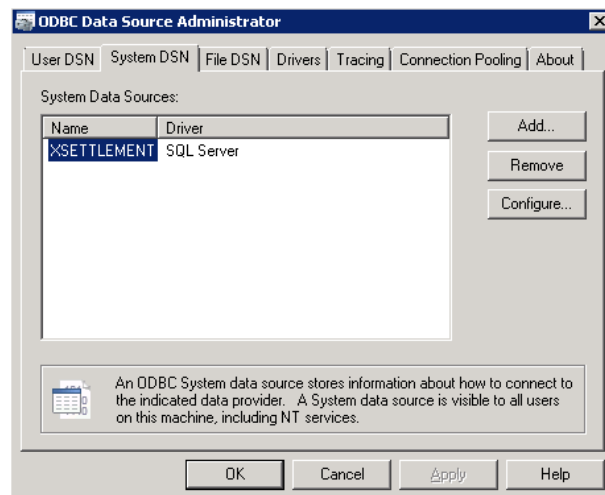 ODBC Data Source Administrator
User DSN System DSN File DSN Drivers Tracing Connection Pooling About
System Data Sources:
Name Driver
XSETTLEMENT SQL Server
Add...
Remove
Configure...
An ODBC System data source stores information about how to connect to
the indicated data provider. A System data source is visible to all users
on this machine, including NT services.
OK Cancel Apply Help